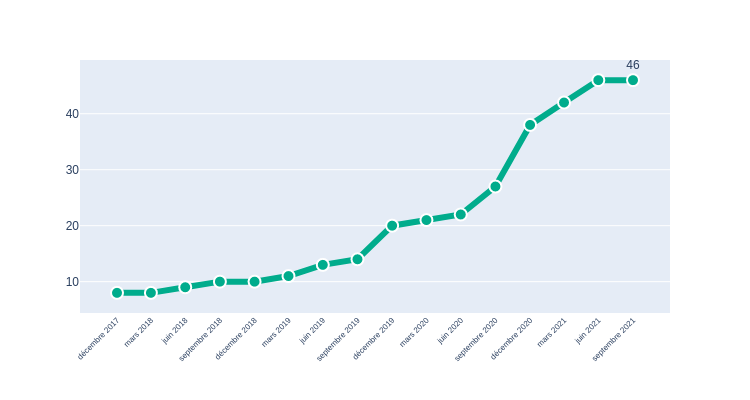 46
40
30
20
10
décembre 2017
mars 2018
juin 2018
septembre 2018
décembre 2018
mars 2019
juin 2019
septembre 2019
décembre 2019
mars 2020
juin 2020
septembre 2020
décembre 2020
mars 2021
juin 2021
septembre 2021